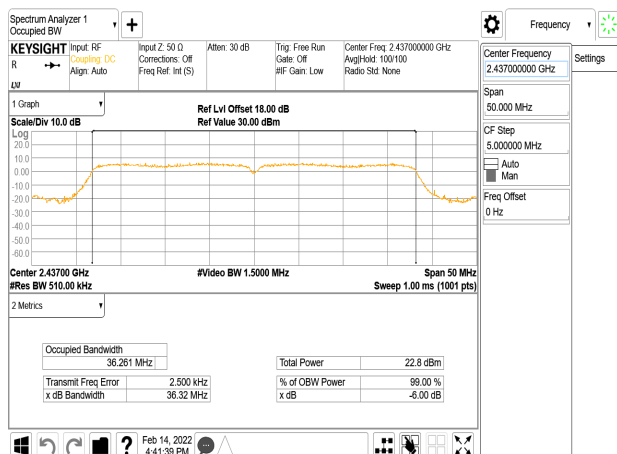 Spectrum Analyzer 1
Occupied BW
Frequency
KEYSIGHT
R
LXI
Input: RF
Coupling: DC
Align: Auto
Input Z: 50 Ω
Corrections: Off
Freq Ref: Int (S)
Atten: 30 dB
Trig: Free Run
Gate: Off
#IF Gain: Low
Center Freq: 2.437000000 GHz
Avg|Hold: 100/100
Radio Std: None
Center Frequency
2.437000000 GHz
Settings
Span
50.000 MHz
CF Step
5.000000 MHz
Auto
Man
Freq Offset
0 Hz
1 Graph
Scale/Div 10.0 dB
Ref Lvl Offset 18.00 dB
Ref Value 30.00 dBm
Log
20.0
10.0
0.00
-10.0
-20.0
-30.0
-40.0
-50.0
-60.0
Center 2.43700 GHz
#Video BW 1.5000 MHz
Span 50 MHz
#Res BW 510.00 kHz
Sweep 1.00 ms (1001 pts)
2 Metrics
Occupied Bandwidth
36.261 MHz
Total Power 22.8 dBm
Transmit Freq Error 2.500 kHz
% of OBW Power 99.00 %
x dB Bandwidth 36.32 MHz
x dB -6.00 dB
?
Feb 14, 2022
4:41:39 PM